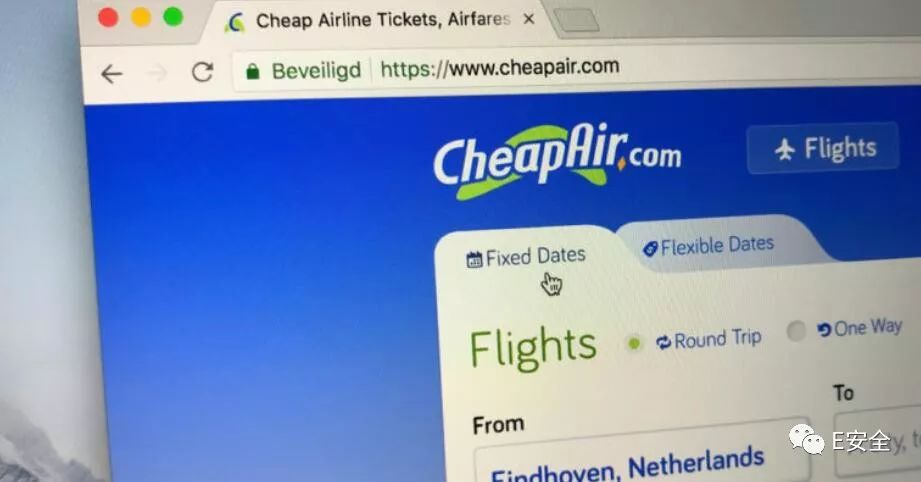 Cheap Airline Tickets, Airfares
Beveiligd https://www.cheapair.com
CheapAir.com
Flights
Fixed Dates
Flexible Dates
Flights
Round Trip
One Way
From
To
Eindhoven, Netherlands
E安全